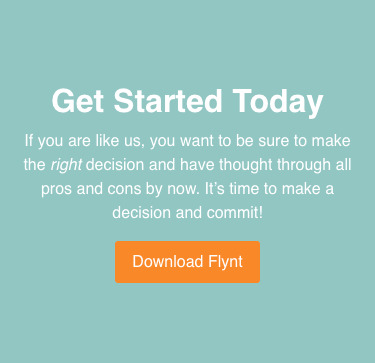 Get Started Today
If you are like us, you want to be sure to make
the right decision and have thought through all
pros and cons by now. It’s time to make a
decision and commit!
Download Flynt